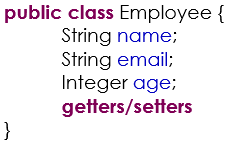 public class Employee {
String name;
String email;
Integer age;
getters/setters
}